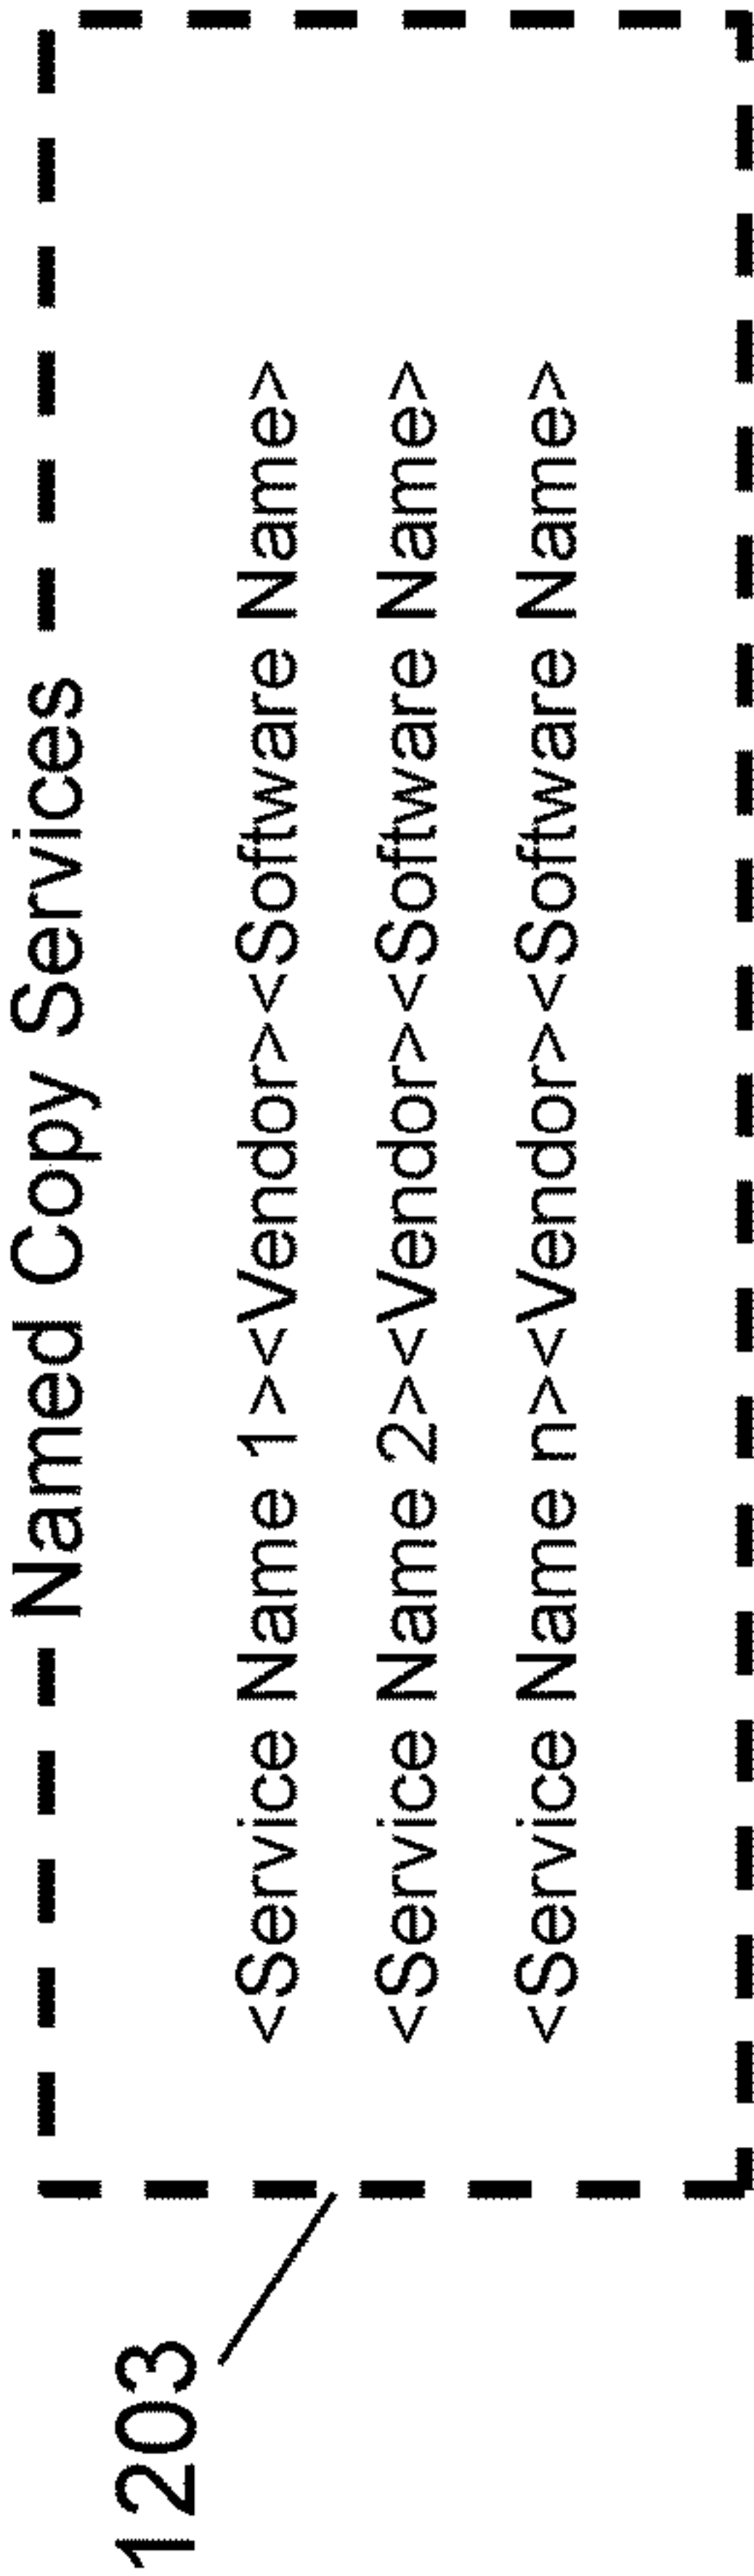 Named Copy Services
<Service Name 1><Vendor><Software Name>
<Service Name 2><Vendor><Software Name>
<Service Name n><Vendor><Software Name>
1203